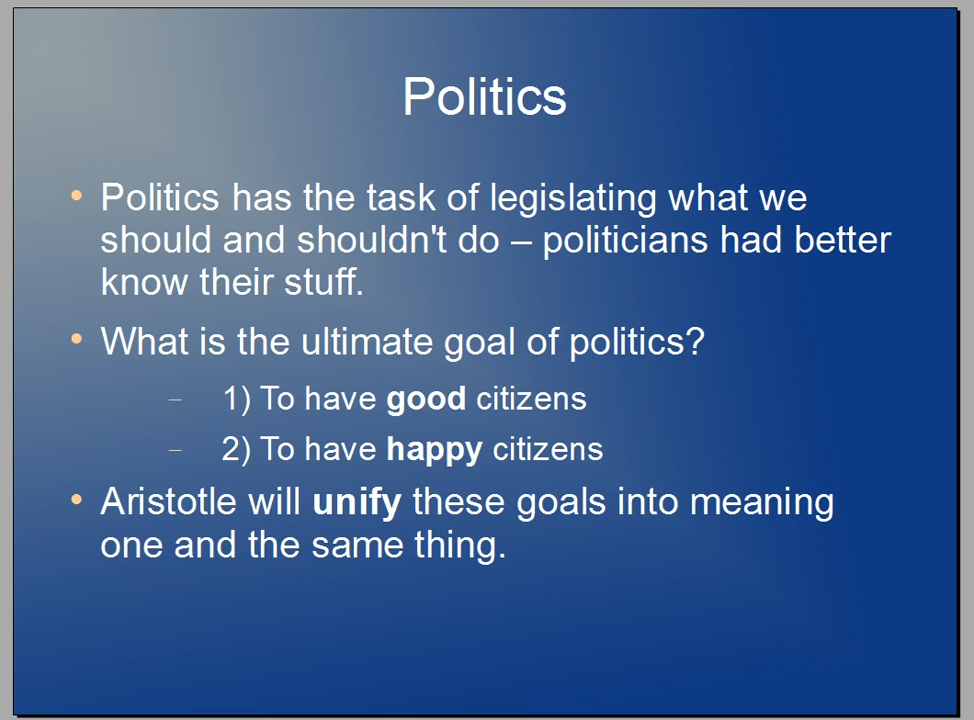 Politics
• Politics has the task of legislating what we
should and shouldn't do – politicians had better
know their stuff.
• What is the ultimate goal of politics?
– 1) To have good citizens
– 2) To have happy citizens
• Aristotle will unify these goals into meaning
one and the same thing.